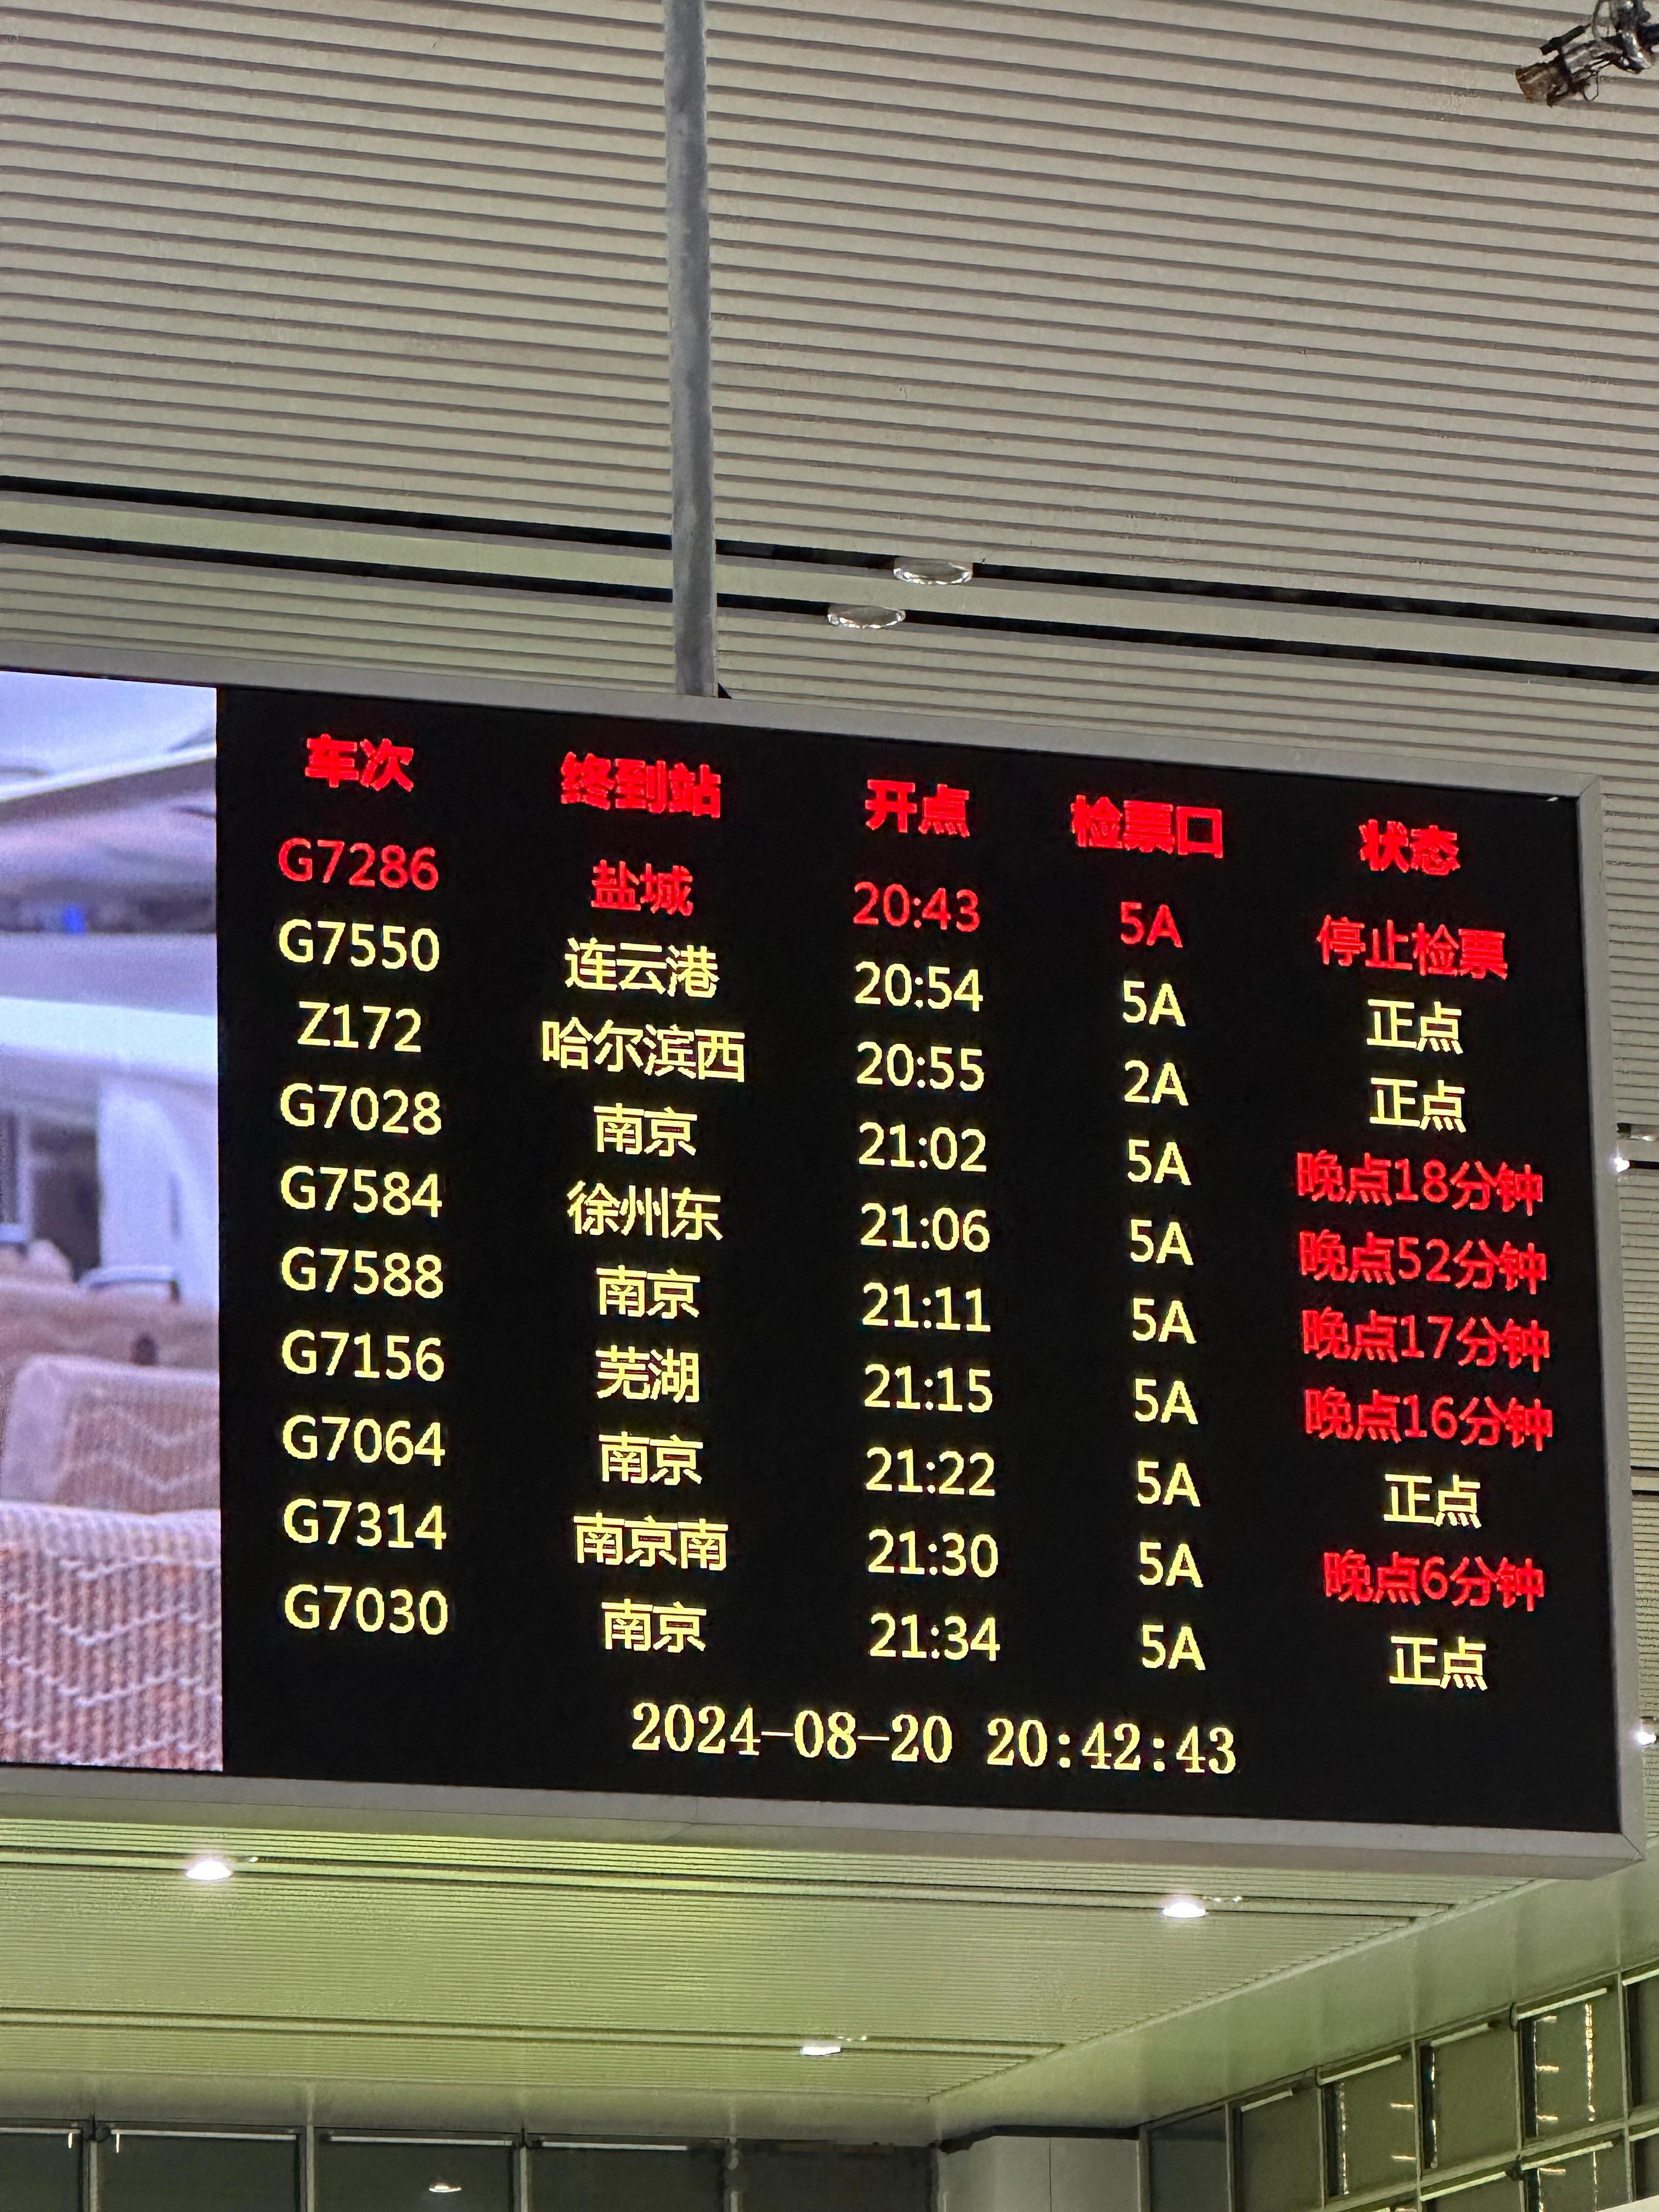 车次 终到站 开点 检票口 状态
G7286 盐城 20:43 5A 停止检票
G7550 连云港 20:54 5A 正点
Z172 哈尔滨西 20:55 2A 正点
G7028 南京 21:02 5A 晚点18分钟
G7584 徐州东 21:06 5A 晚点52分钟
G7588 南京 21:11 5A 晚点17分钟
G7156 芜湖 21:15 5A 晚点16分钟
G7064 南京 21:22 5A 正点
G7314 南京南 21:30 5A 晚点6分钟
G7030 南京 21:34 5A 正点
2024-08-20 20:42:43